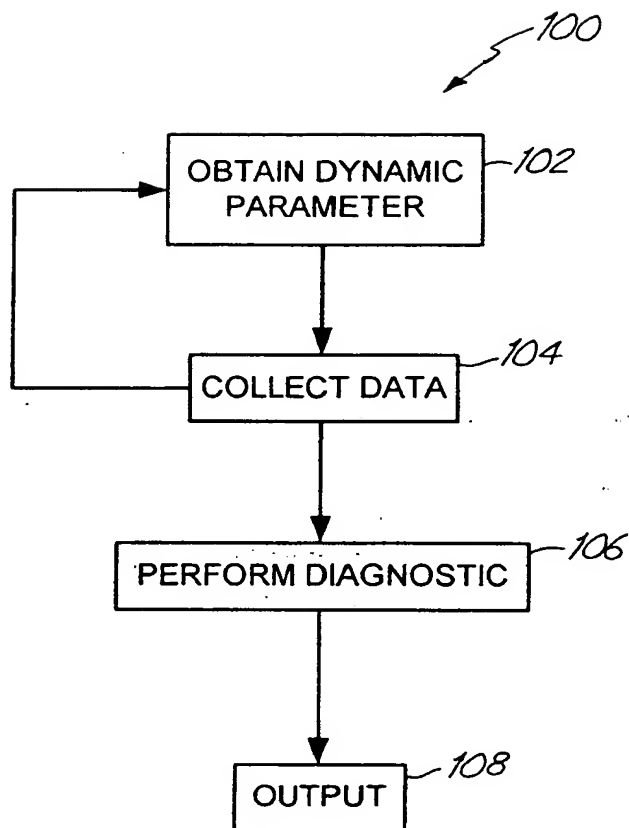 100
OBTAIN DYNAMIC
PARAMETER
102
COLLECT DATA
104
PERFORM DIAGNOSTIC
106
OUTPUT
108